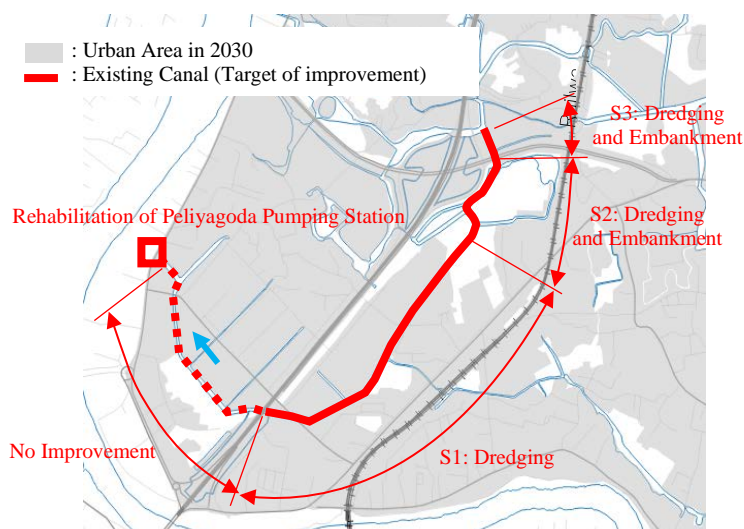 : Urban Area in 2030
: Existing Canal (Target of improvement)
S3: Dredging
and Embankment
Rehabilitation of Peliyagoda Pumping Station
S2: Dredging
and Embankment
No Improvement
S1: Dredging